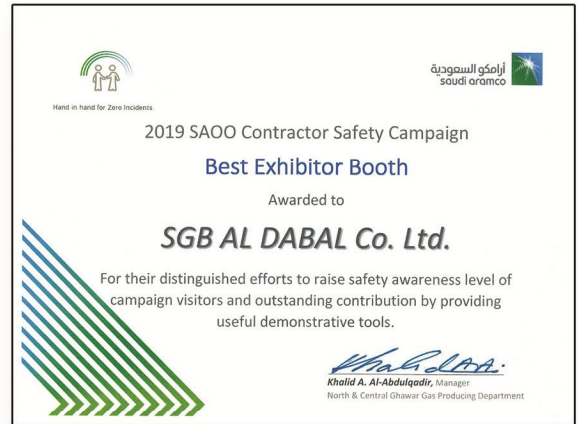 Hand in hand for Zero Incidents
أرامكو السعودية
saudi aramco
2019 SAOO Contractor Safety Campaign
Best Exhibitor Booth
Awarded to
SGB AL DABAL Co. Ltd.
For their distinguished efforts to raise safety awareness level of
campaign visitors and outstanding contribution by providing
useful demonstrative tools.
Khalid A. Al-Abdulqadir, Manager
North & Central Ghawar Gas Producing Department